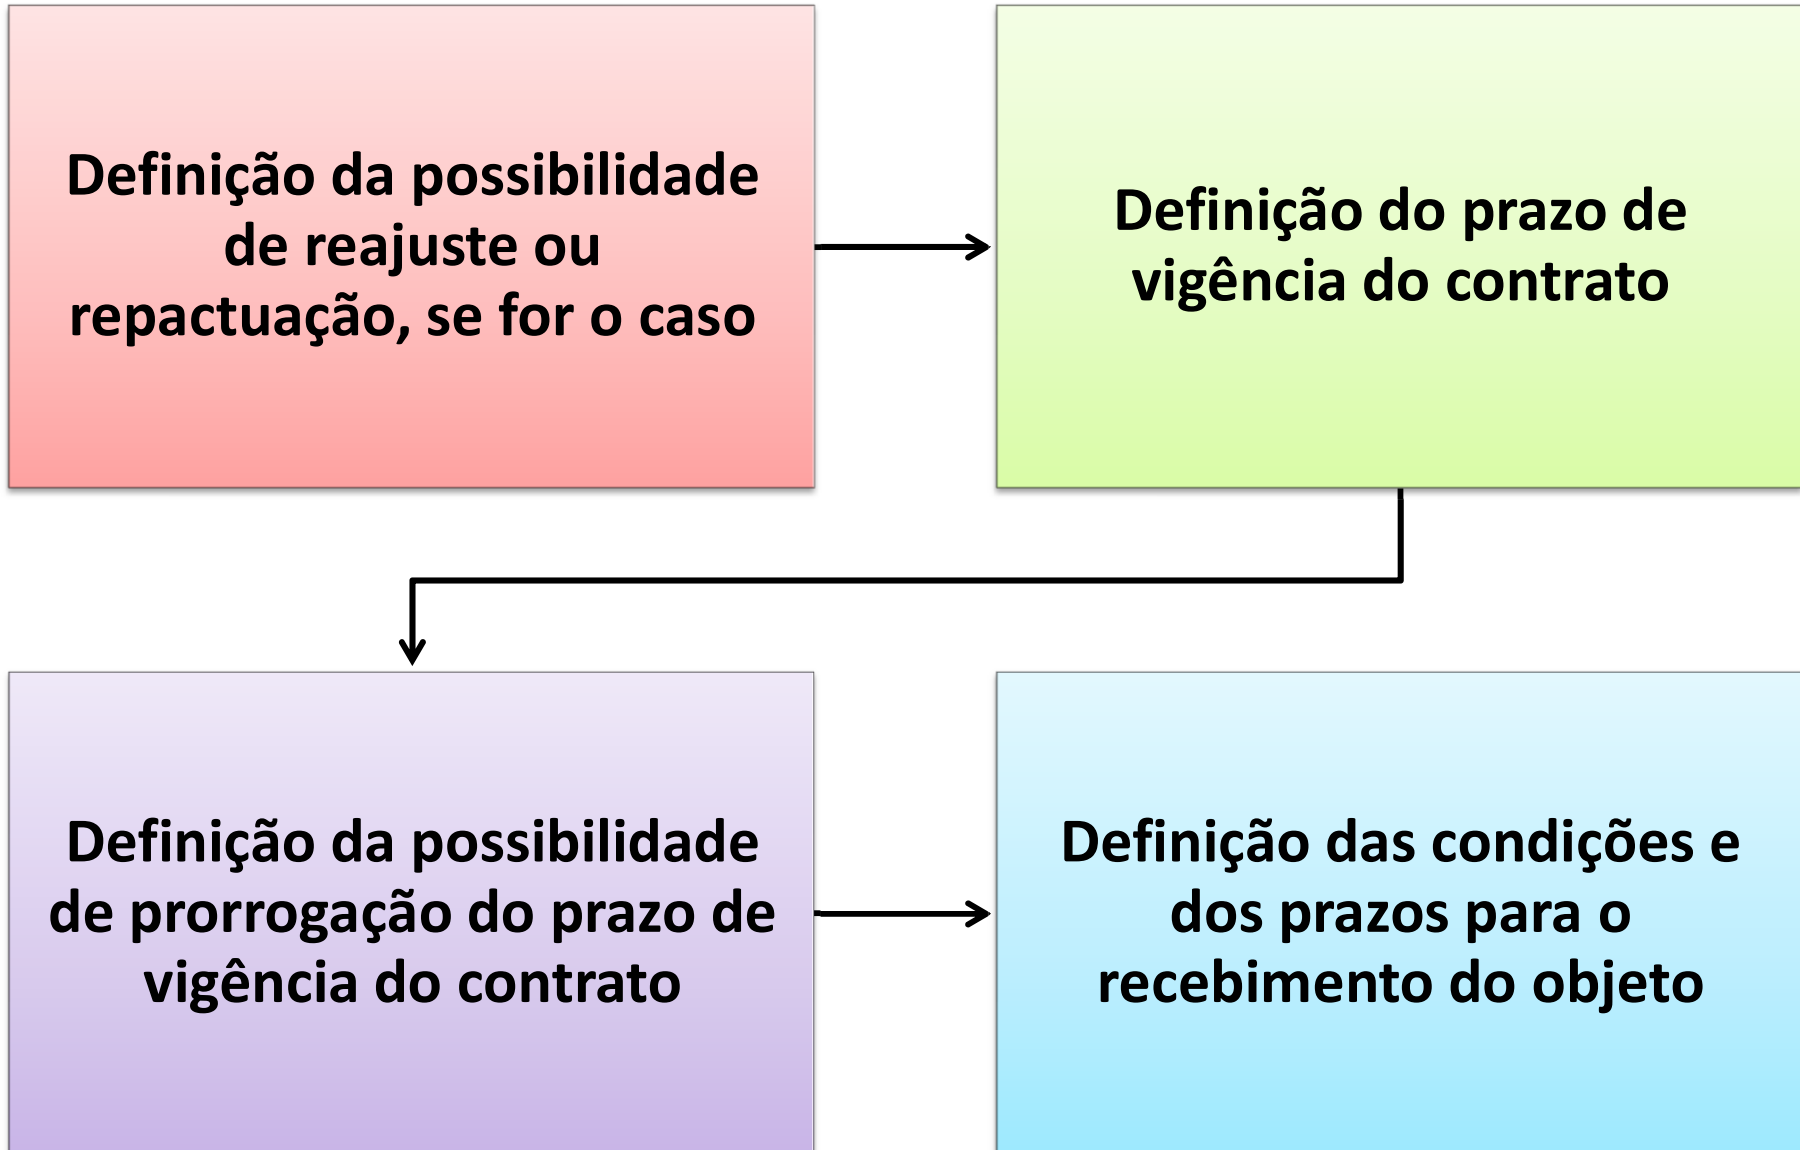 Definição da possibilidade
de reajuste ou
repactuação, se for o caso
Definição do prazo de
vigência do contrato
Definição da possibilidade
de prorrogação do prazo de
vigência do contrato
Definição das condições e
dos prazos para o
recebimento do objeto